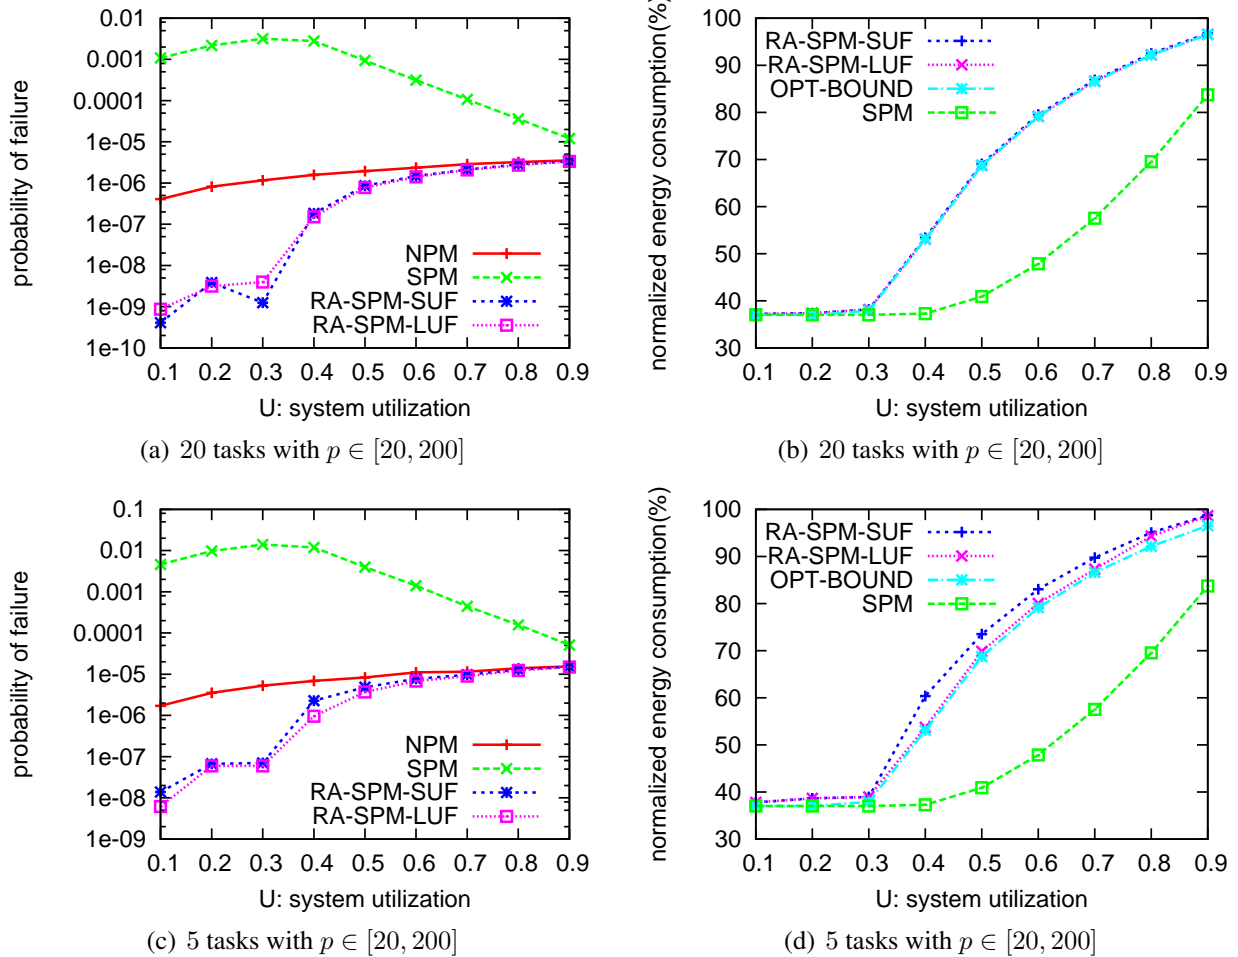 probability of failure
0.01
0.001
0.0001
1e-05
1e-06
1e-07
1e-08
1e-09
1e-10
NPM
SPM
RA-SPM-SUF
RA-SPM-LUF
0.1 0.2 0.3 0.4 0.5 0.6 0.7 0.8 0.9
U: system utilization
(a) 20 tasks with p ∈ [20, 200]
normalized energy consumption(%)
100
90
80
70
60
50
40
30
RA-SPM-SUF
RA-SPM-LUF
OPT-BOUND
SPM
0.1 0.2 0.3 0.4 0.5 0.6 0.7 0.8 0.9
U: system utilization
(b) 20 tasks with p ∈ [20, 200]
probability of failure
0.1
0.01
0.001
0.0001
1e-05
1e-06
1e-07
1e-08
1e-09
NPM
SPM
RA-SPM-SUF
RA-SPM-LUF
0.1 0.2 0.3 0.4 0.5 0.6 0.7 0.8 0.9
U: system utilization
(c) 5 tasks with p ∈ [20, 200]
normalized energy consumption(%)
100
90
80
70
60
50
40
30
RA-SPM-SUF
RA-SPM-LUF
OPT-BOUND
SPM
0.1 0.2 0.3 0.4 0.5 0.6 0.7 0.8 0.9
U: system utilization
(d) 5 tasks with p ∈ [20, 200]